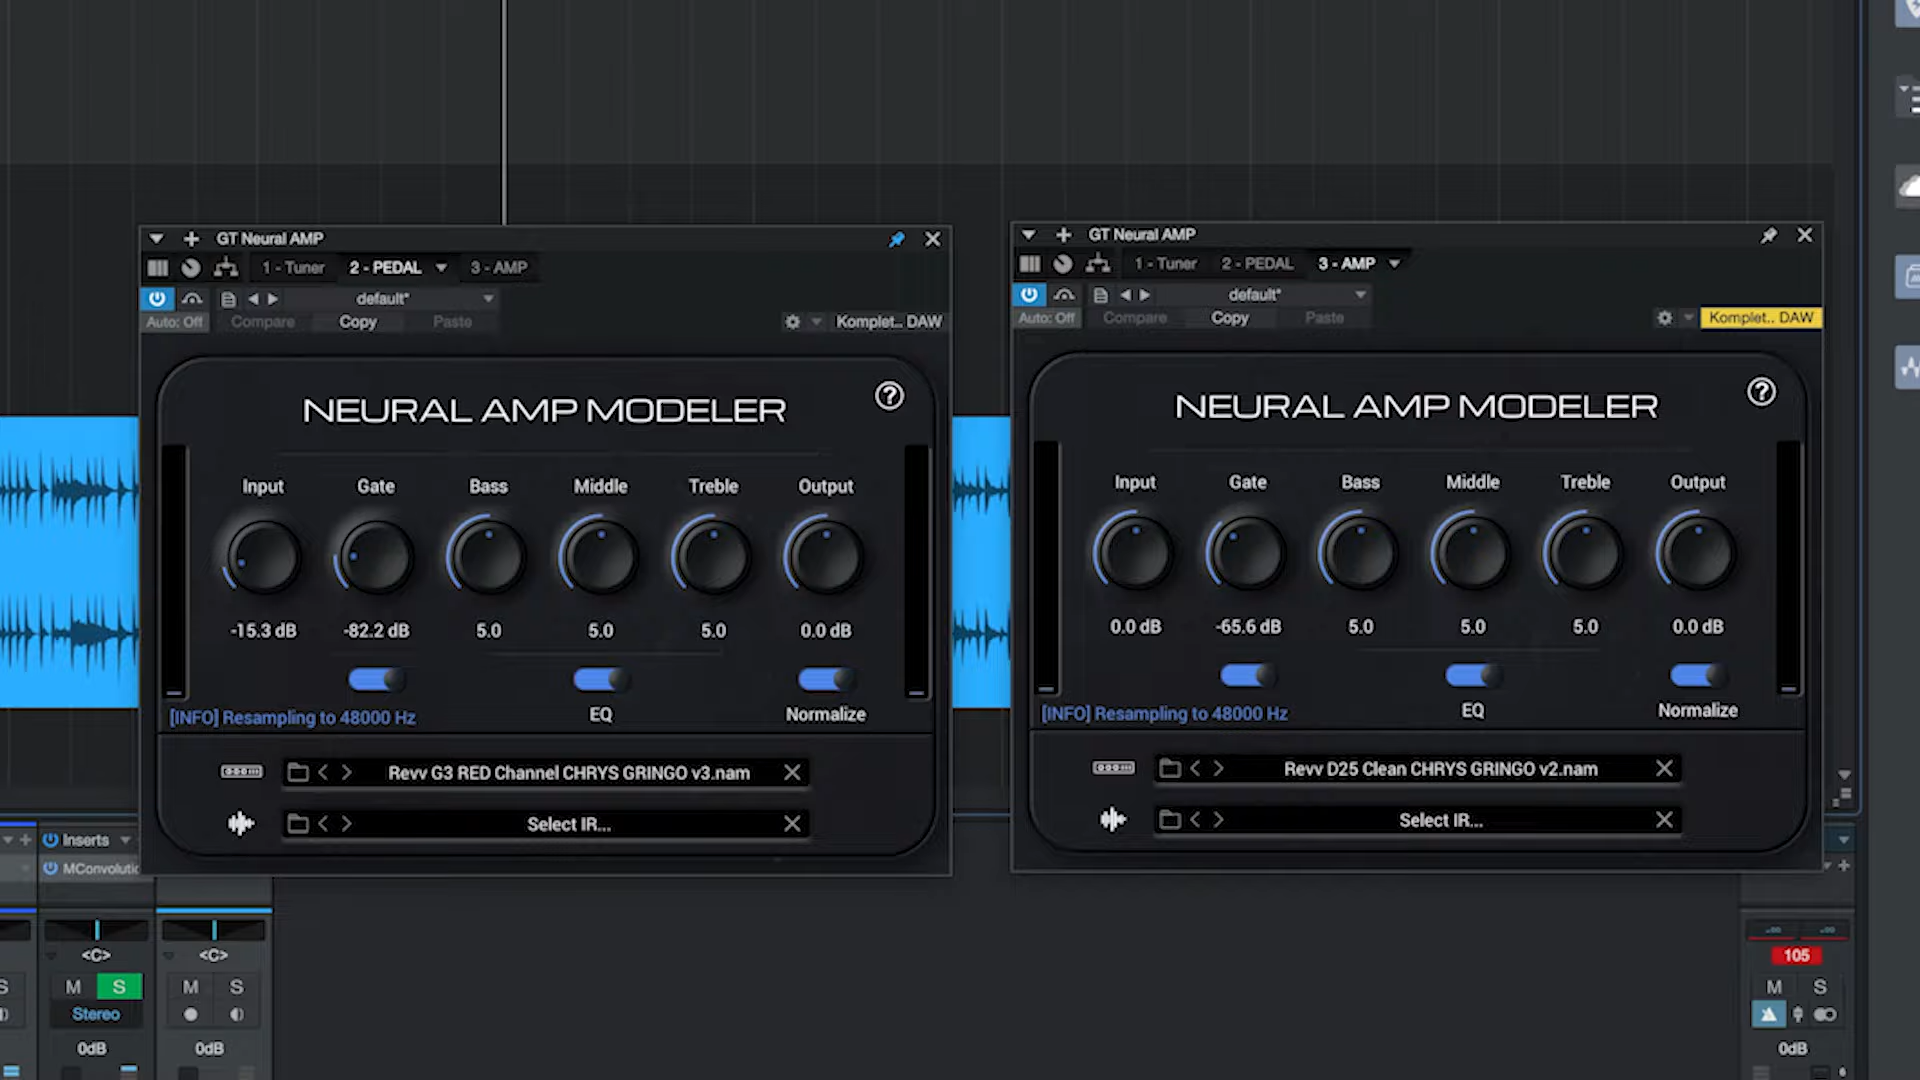 GT Neural AMP
1 - Tuner 2 - PEDAL 3 - AMP
default*
Auto: Off Compare Copy Paste Komplet.. DAW
NEURAL AMP MODELER ?
Input Gate Bass Middle Treble Output
-15.3 dB -82.2 dB 5.0 5.0 5.0 0.0 dB
EQ Normalize
[INFO] Resampling to 48000 Hz
Revv G3 RED Channel CHRYS GRINGO v3.nam
Select IR...
GT Neural AMP
1 - Tuner 2 - PEDAL 3 - AMP
default*
Auto: Off Compare Copy Paste Komplet.. DAW
NEURAL AMP MODELER ?
Input Gate Bass Middle Treble Output
0.0 dB -65.6 dB 5.0 5.0 5.0 0.0 dB
EQ Normalize
[INFO] Resampling to 48000 Hz
Revv D25 Clean CHRYS GRINGO v2.nam
Select IR...
Inserts
MConvolutic
<C> <C> 105
S M S M S M S
Stereo
0dB 0dB 0dB